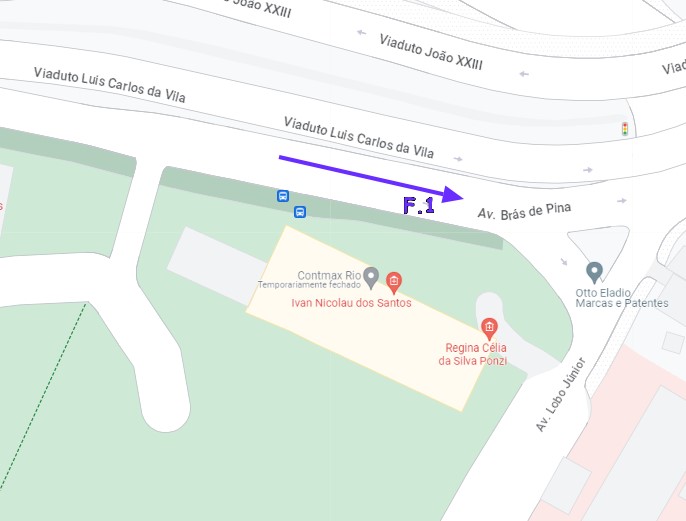 João XXIII
Viaduto João XXIII
Viaduto Luis Carlos da Vila
Viaduto Luis Carlos da Vila
F.1
Av. Brás de Pina
Contmax Rio
Temporariamente fechado
Ivan Nicolau dos Santos
Otto Eladio
Marcas e Patentes
Regina Célia
da Silva Ponzi
Av. Lobo Júnior